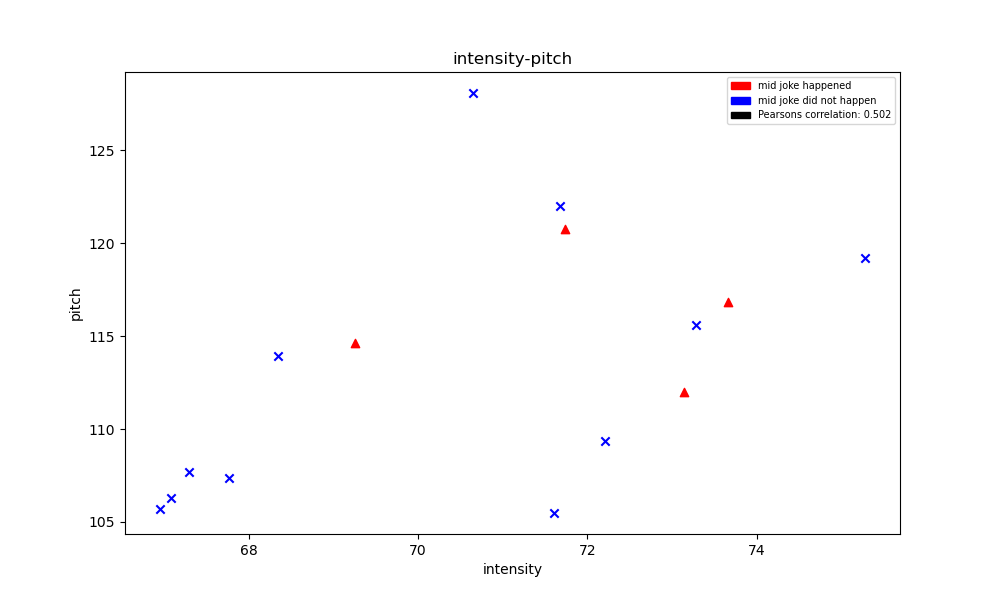 intensity-pitch
mid joke happened
mid joke did not happen
Pearsons correlation: 0.502
125
120
115
110
105
pitch
68 70 72 74
intensity